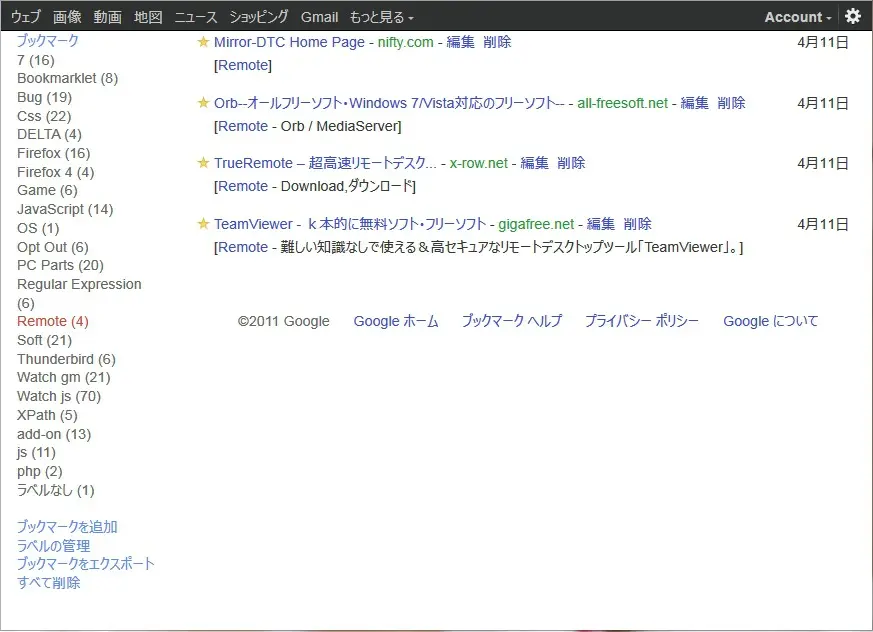 ウェブ 画像 動画 地図 ニュース ショッピング Gmail もっと見る Account
ブックマーク
7 (16)
Bookmarklet (8)
Bug (19)
Css (22)
DELTA (4)
Firefox (16)
Firefox 4 (4)
Game (6)
JavaScript (14)
OS (1)
Opt Out (6)
PC Parts (20)
Regular Expression
(6)
Remote (4)
Soft (21)
Thunderbird (6)
Watch gm (21)
Watch js (70)
XPath (5)
add-on (13)
js (11)
php (2)
ラベルなし (1)
ブックマークを追加
ラベルの管理
ブックマークをエクスポート
すべて削除
Mirror-DTC Home Page - nifty.com - 編集 削除 4月11日
[Remote]
Orb--オールフリーソフト・Windows 7/Vista対応のフリーソフト-- - all-freesoft.net - 編集 削除 4月11日
[Remote - Orb / MediaServer]
TrueRemote – 超高速リモートデスク... - x-row.net - 編集 削除 4月11日
[Remote - Download,ダウンロード]
TeamViewer - ｋ本的に無料ソフト・フリーソフト - gigafree.net - 編集 削除 4月11日
[Remote - 難しい知識なしで使える＆高セキュアなリモートデスクトップツール「TeamViewer」。]
©2011 Google Google ホーム ブックマーク ヘルプ プライバシー ポリシー Google について